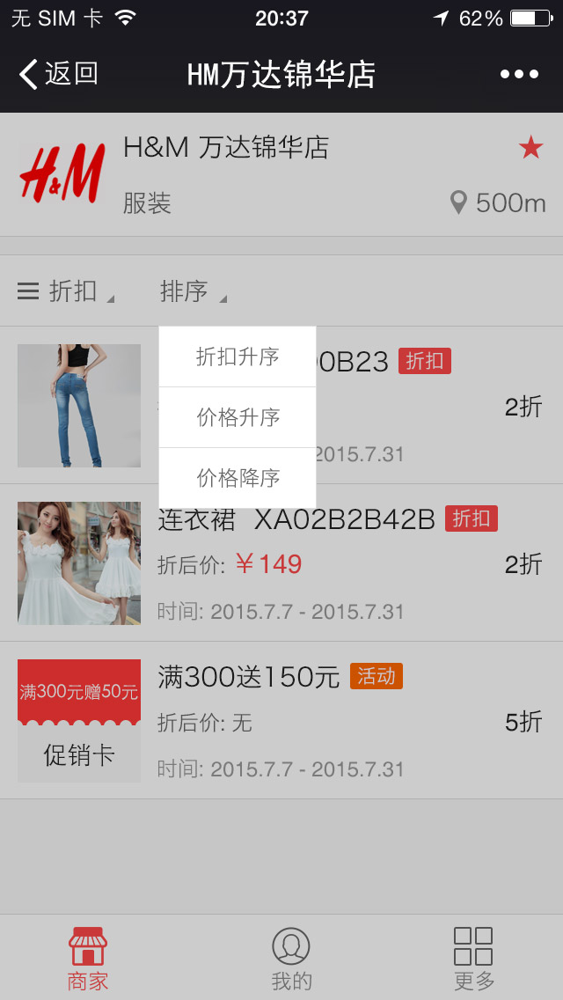 无 SIM 卡 20:37 62%
返回 HM万达锦华店
H&M
H&M 万达锦华店
服装 500m
折扣 排序
折扣升序
价格升序
价格降序
0B23 折扣
2折
2015.7.31
连衣裙 XA02B2B42B 折扣
折后价: ￥149 2折
时间: 2015.7.7 - 2015.7.31
满300元赠50元
促销卡
满300送150元 活动
折后价: 无 5折
时间: 2015.7.7 - 2015.7.31
商家 我的 更多